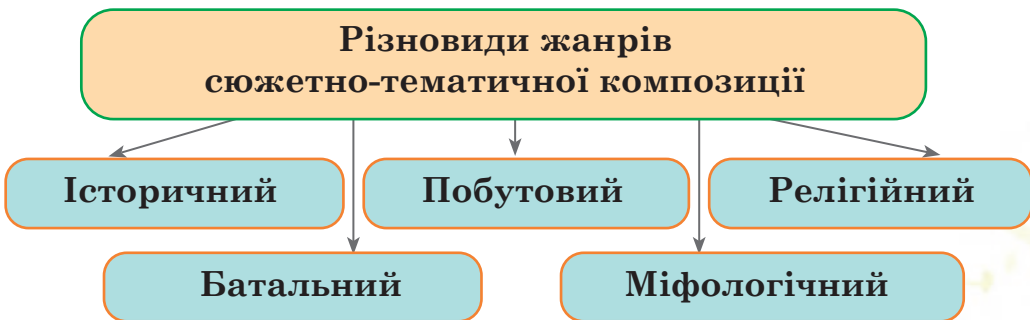 Різновиди жанрів
сюжетно-тематичної композиції
Історичний
Побутовий
Релігійний
Батальний
Міфологічний